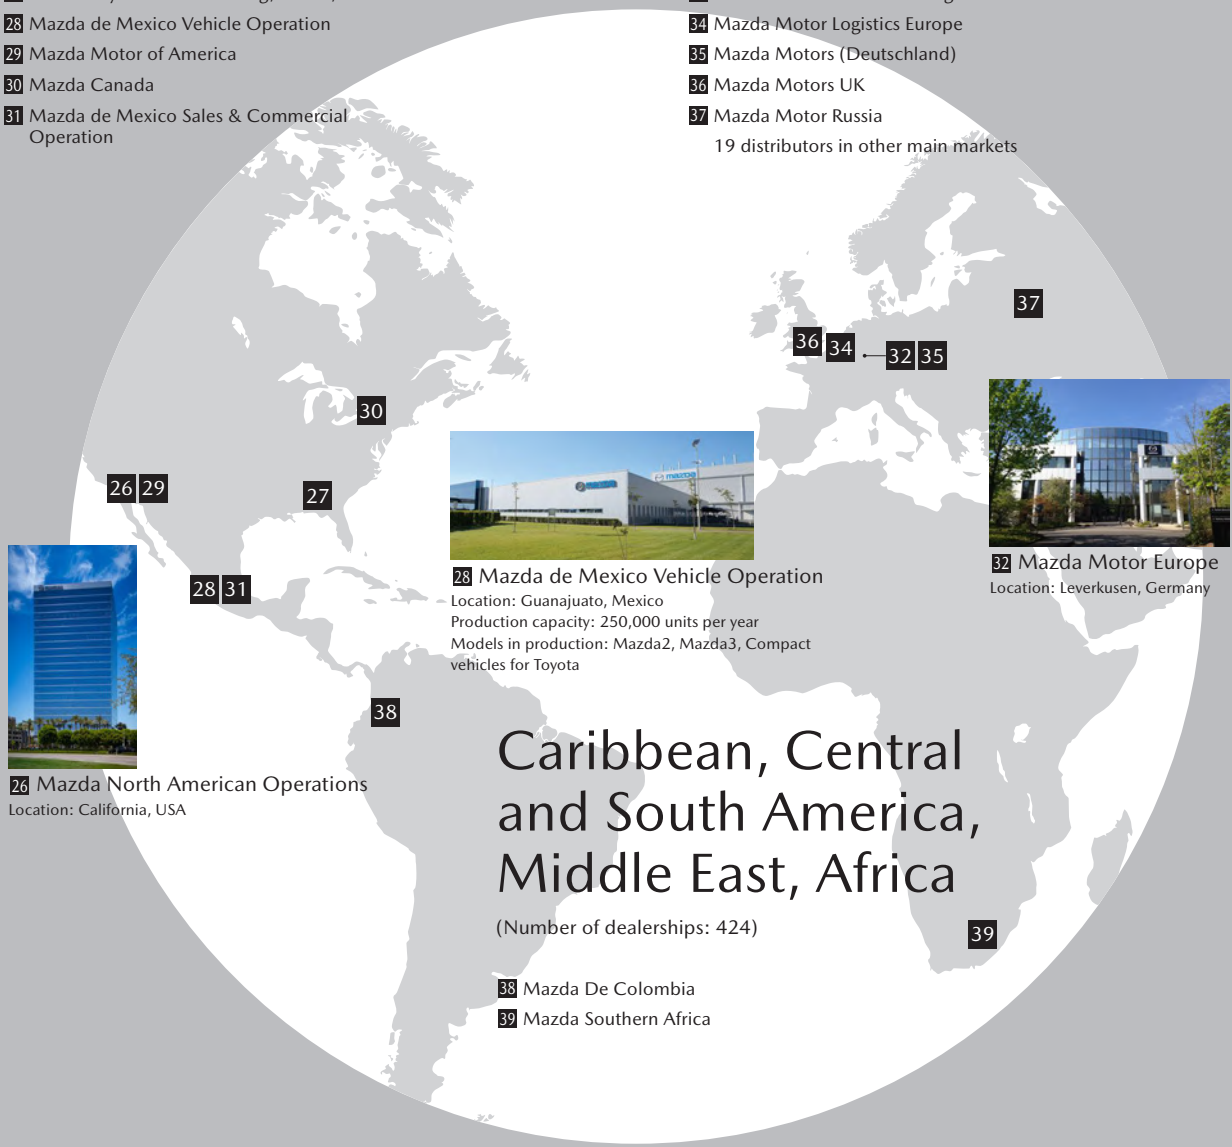 28 Mazda de Mexico Vehicle Operation
29 Mazda Motor of America
30 Mazda Canada
31 Mazda de Mexico Sales & Commercial
Operation
34 Mazda Motor Logistics Europe
35 Mazda Motors (Deutschland)
36 Mazda Motors UK
37 Mazda Motor Russia
19 distributors in other main markets
37
36 34 32 35
30
26 29
27
28 31
mazda
mazda
28 Mazda de Mexico Vehicle Operation
Location: Guanajuato, Mexico
Production capacity: 250,000 units per year
Models in production: Mazda2, Mazda3, Compact
vehicles for Toyota
32 Mazda Motor Europe
Location: Leverkusen, Germany
38
26 Mazda North American Operations
Location: California, USA
Caribbean, Central
and South America,
Middle East, Africa
(Number of dealerships: 424)
39
38 Mazda De Colombia
39 Mazda Southern Africa